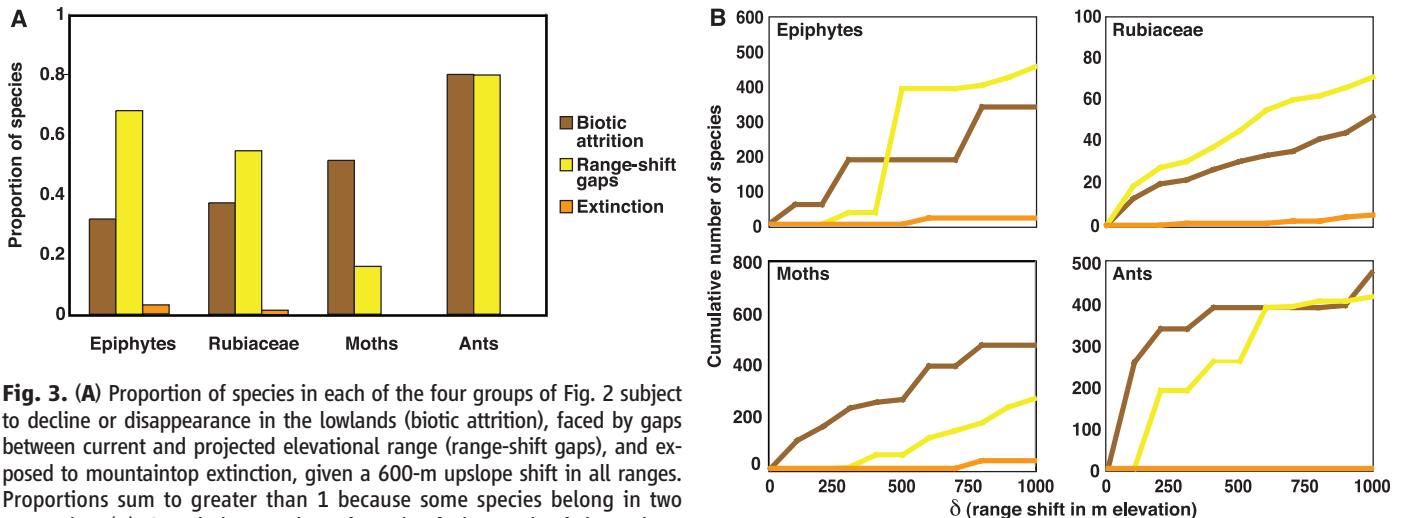 A
1
0.8
0.6
0.4
0.2
0
Proportion of species
Epiphytes
Rubiaceae
Moths
Ants
Biotic
attrition
Range-shift
gaps
Extinction
Fig. 3. (A) Proportion of species in each of the four groups of Fig. 2 subject
to decline or disappearance in the lowlands (biotic attrition), faced by gaps
between current and projected elevational range (range-shift gaps), and ex-
posed to mountaintop extinction, given a 600-m upslope shift in all ranges.
Proportions sum to greater than 1 because some species belong in two
B
Cumulative number of species
Epiphytes
600
500
400
300
200
100
0
Rubiaceae
100
80
60
40
20
0
Moths
800
600
400
200
0
0 250 500 750 1000
Ants
500
400
300
200
100
0
0 250 500 750 1000
δ (range shift in m elevation)